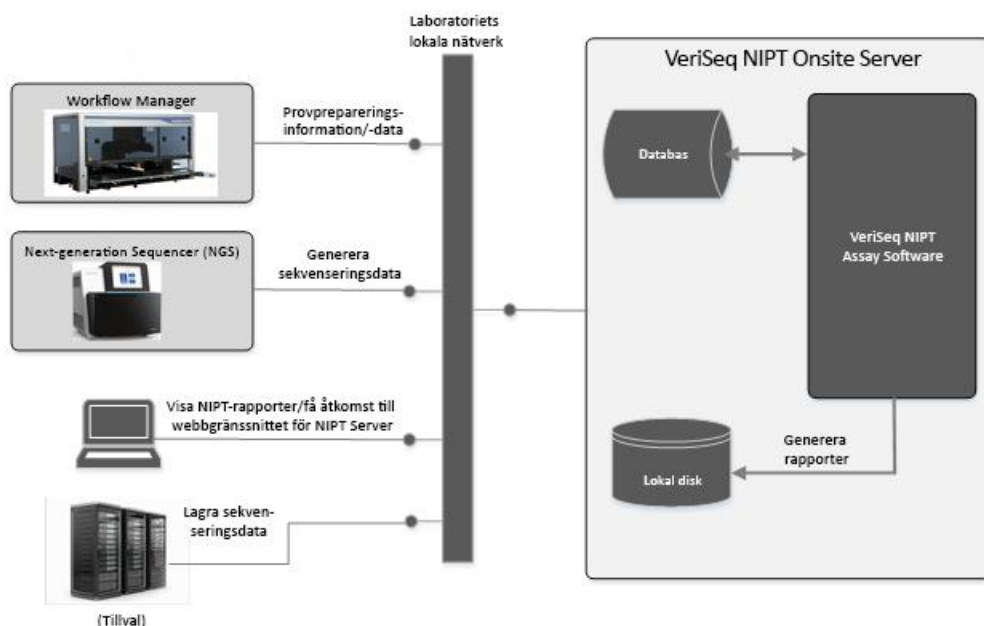 Laboratoriets
lokala nätverk
Workflow Manager
Provpreparerings-
information/-data
Next-generation Sequencer (NGS)
Generera
sekvenseringsdata
Visa NIPT-rapporter/få åtkomst till
webbgränssnittet för NIPT Server
Lagra sekven-
seringsdata
(Tillval)
VeriSeq NIPT Onsite Server
Databas
VeriSeq NIPT
Assay Software
Generera
rapporter
Lokal disk